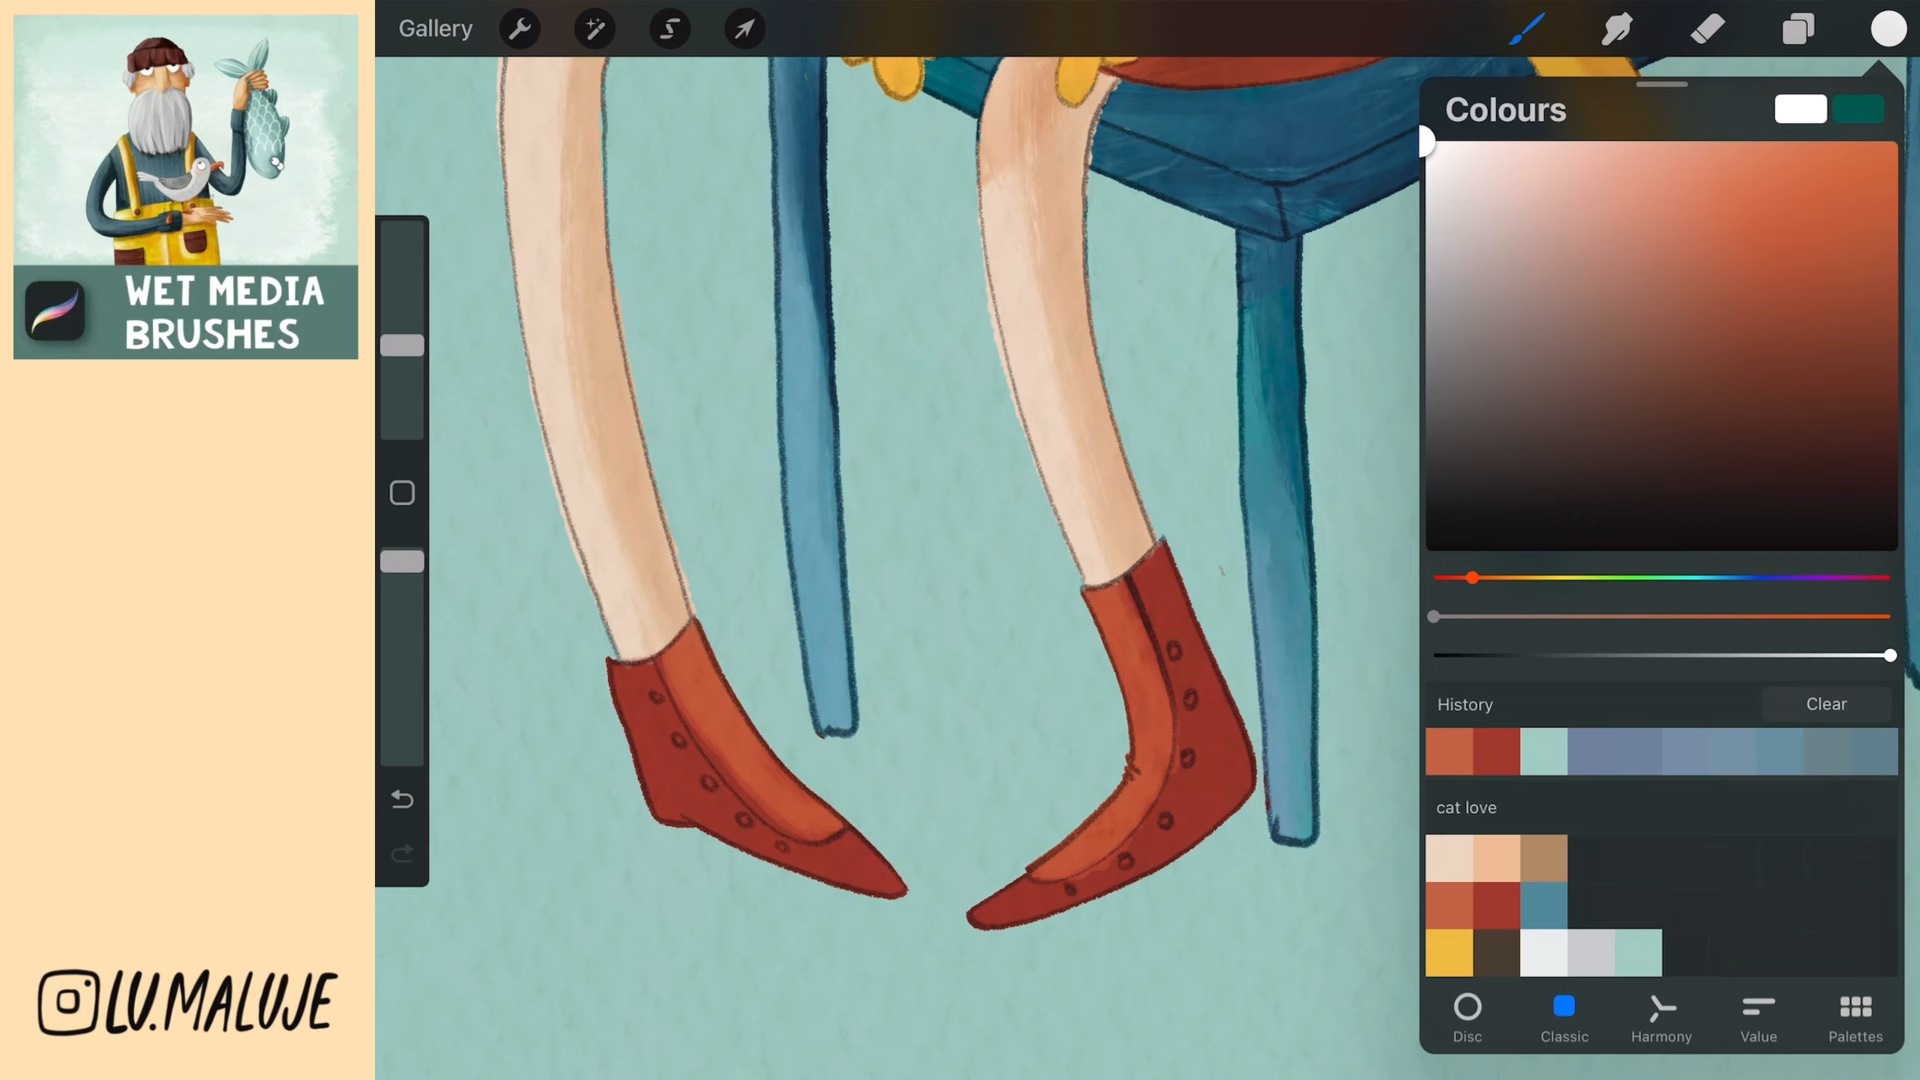 WET MEDIA
BRUSHES
LU.MALUJE
Gallery
Colours
History
Clear
cat love
Disc
Classic
Harmony
Value
Palettes